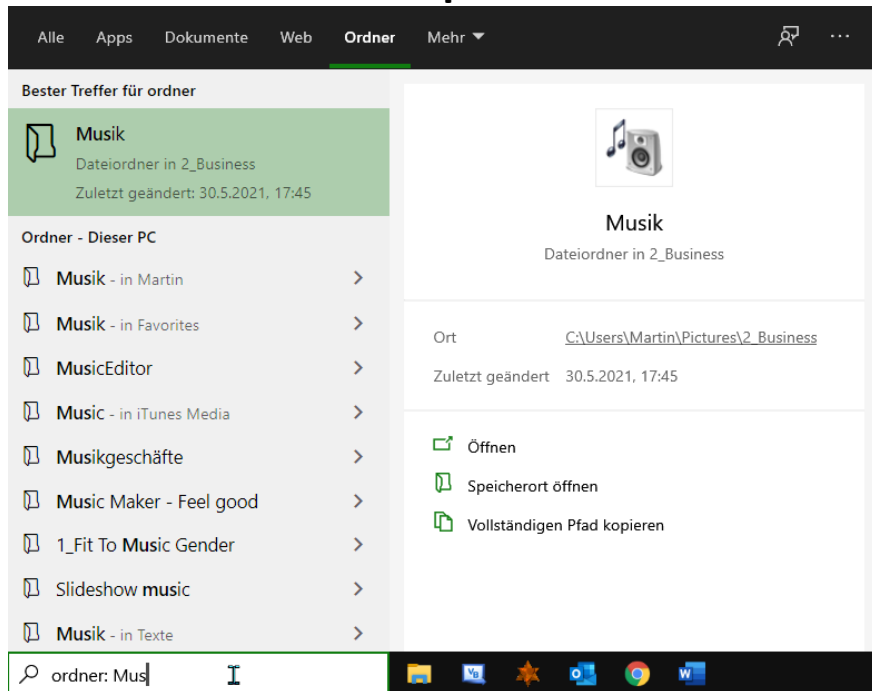 Alle Apps Dokumente Web Ordner Mehr
Bester Treffer für ordner
Musik
Dateiordner in 2_Business
Zuletzt geändert: 30.5.2021, 17:45
Ordner - Dieser PC
Musik - in Martin
Musik - in Favorites
MusicEditor
Music - in iTunes Media
Musikgeschäfte
Music Maker - Feel good
1_Fit To Music Gender
Slideshow music
Musik - in Texte
ordner: Mus
Musik
Dateiordner in 2_Business
Ort C:\Users\Martin\Pictures\2_Business
Zuletzt geändert 30.5.2021, 17:45
Öffnen
Speicherort öffnen
Vollständigen Pfad kopieren